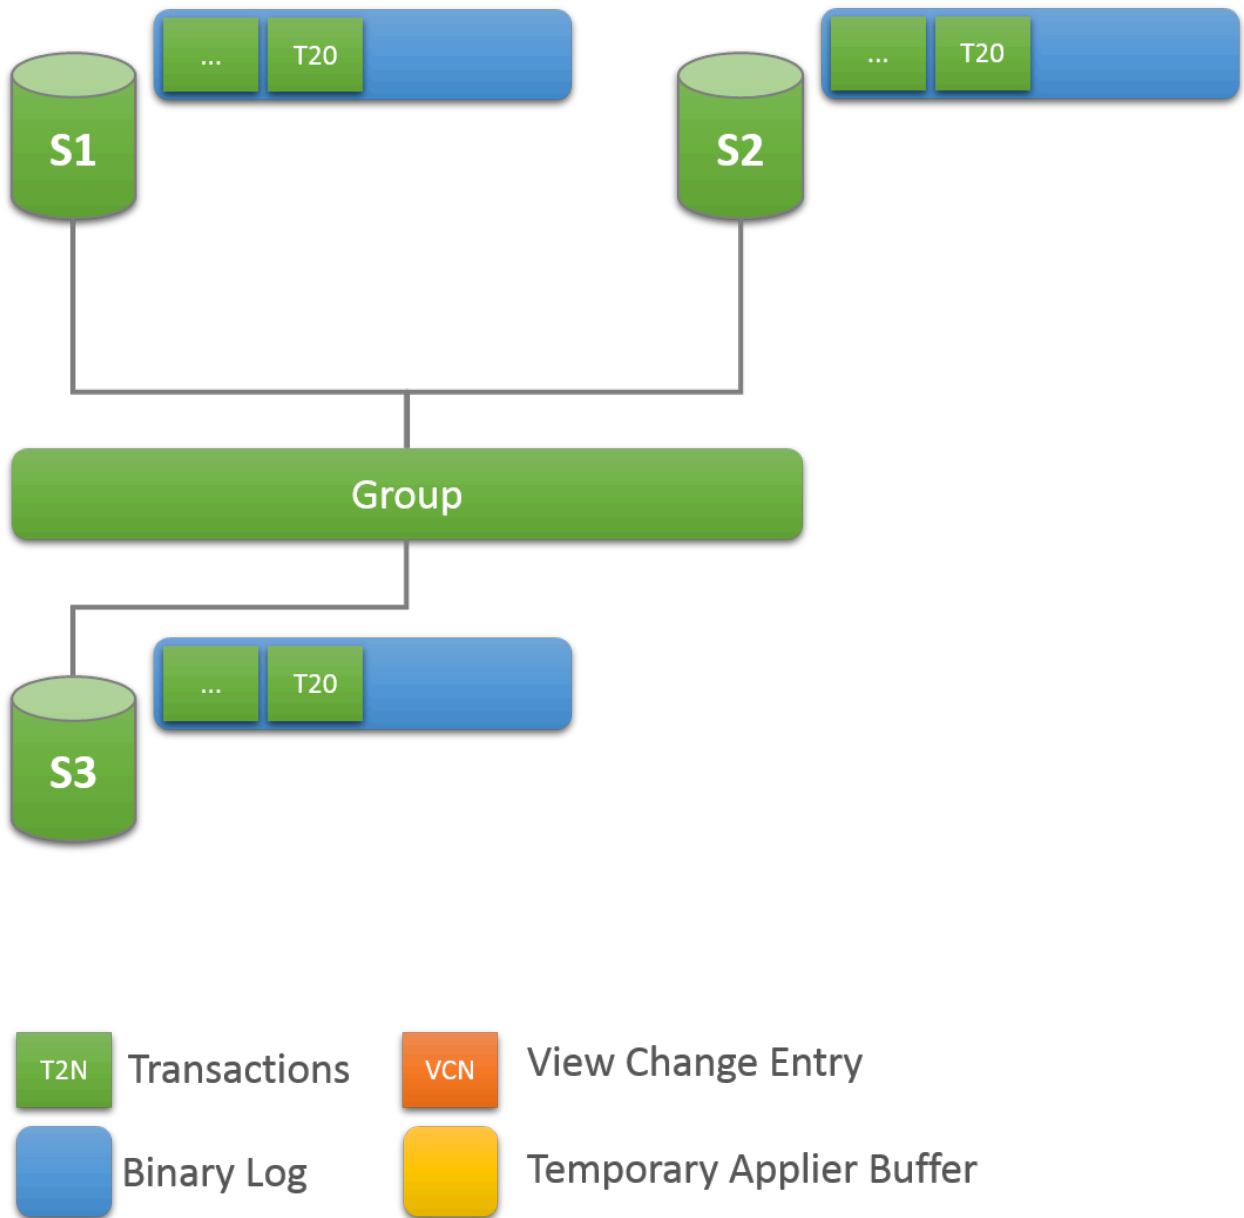 ... T20
... T20
S1
S2
Group
... T20
S3
T2N Transactions
VCN View Change Entry
Binary Log
Temporary Applier Buffer